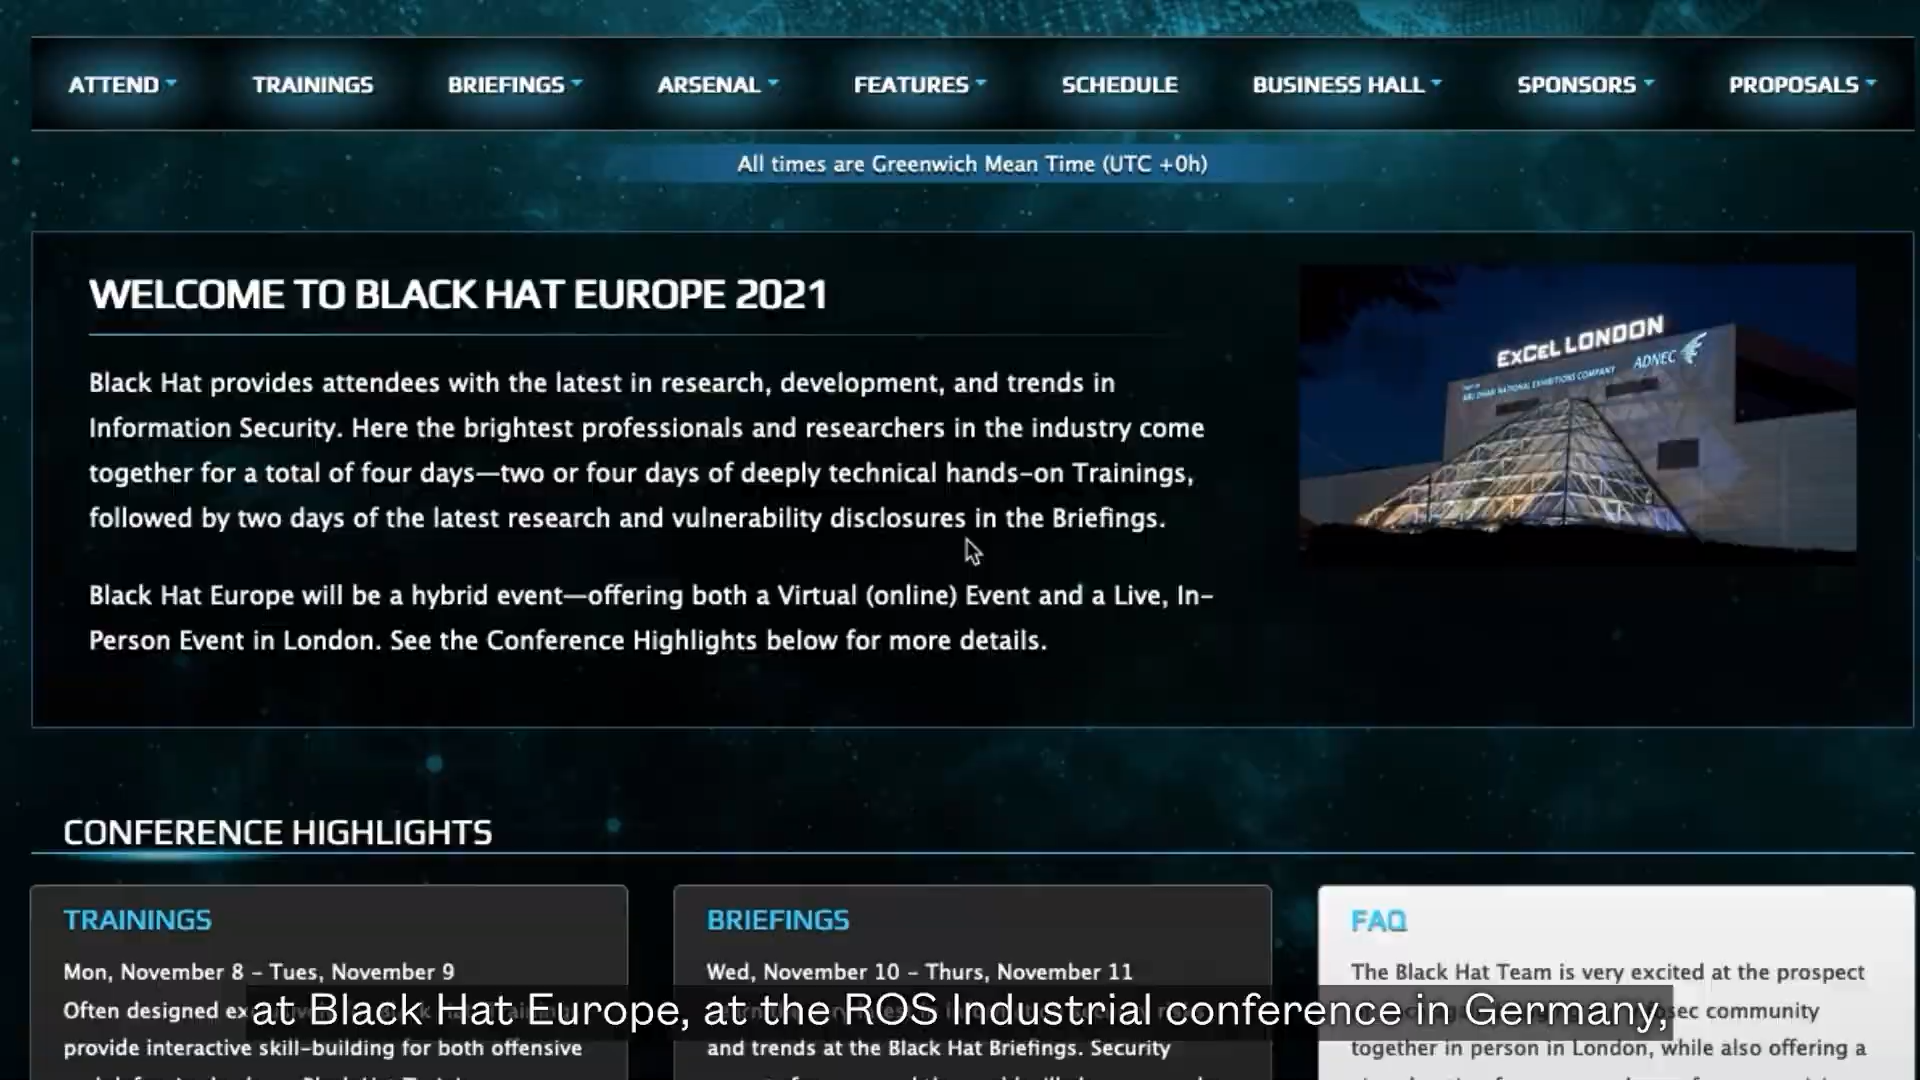 ATTEND TRAININGS BRIEFINGS ARSENAL FEATURES SCHEDULE BUSINESS HALL SPONSORS PROPOSALS
All times are Greenwich Mean Time (UTC +0h)
WELCOME TO BLACK HAT EUROPE 2021
Black Hat provides attendees with the latest in research, development, and trends in
Information Security. Here the brightest professionals and researchers in the industry come
together for a total of four days—two or four days of deeply technical hands-on Trainings,
followed by two days of the latest research and vulnerability disclosures in the Briefings.
Black Hat Europe will be a hybrid event—offering both a Virtual (online) Event and a Live, In-
Person Event in London. See the Conference Highlights below for more details.
ExCeL LONDON
ABU DHABI NATIONAL EXHIBITIONS COMPANY
ADNEC
CONFERENCE HIGHLIGHTS
TRAININGS
Mon, November 8 - Tues, November 9
Often designed
provide interactive skill-building for both offensive
BRIEFINGS
Wed, November 10 - Thurs, November 11
and trends at the Black Hat Briefings. Security
FAQ
The Black Hat Team is very excited at the prospect
community
together in person in London, while also offering a
at Black Hat Europe, at the ROS Industrial conference in Germany,